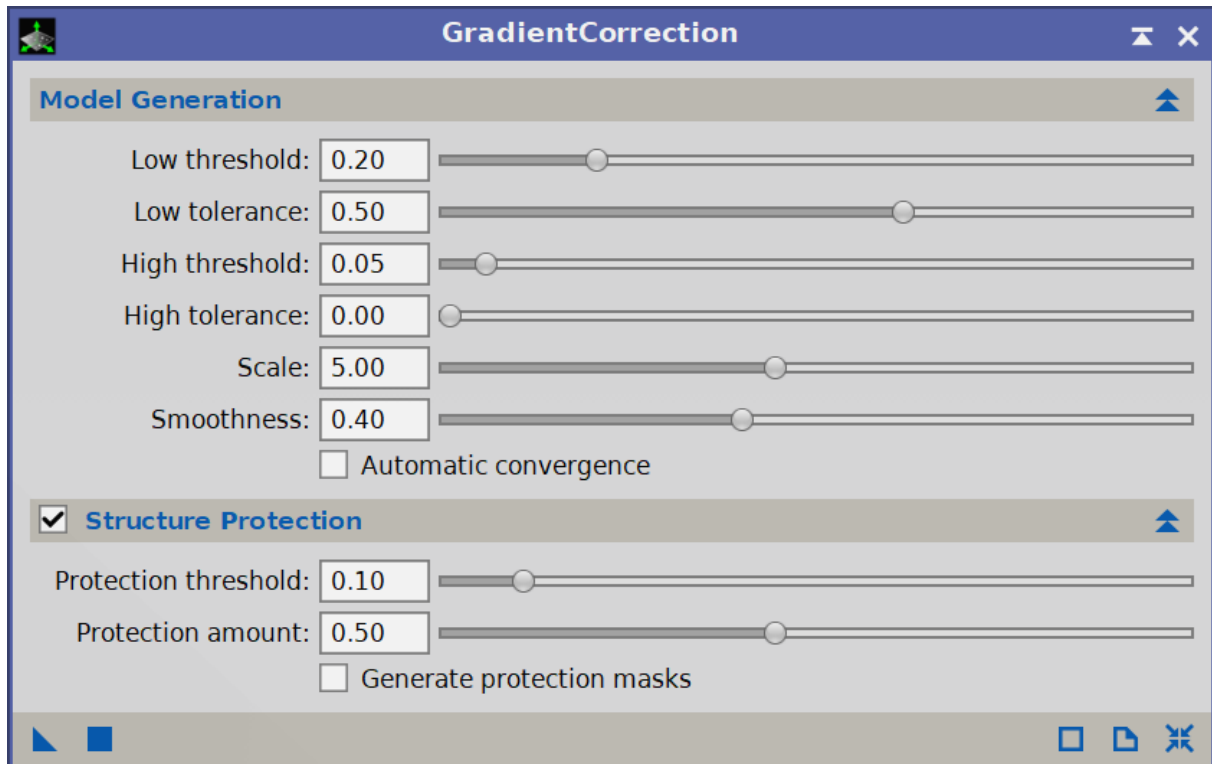 GradientCorrection
Model Generation
Low threshold: 0.20
Low tolerance: 0.50
High threshold: 0.05
High tolerance: 0.00
Scale: 5.00
Smoothness: 0.40
Automatic convergence
Structure Protection
Protection threshold: 0.10
Protection amount: 0.50
Generate protection masks